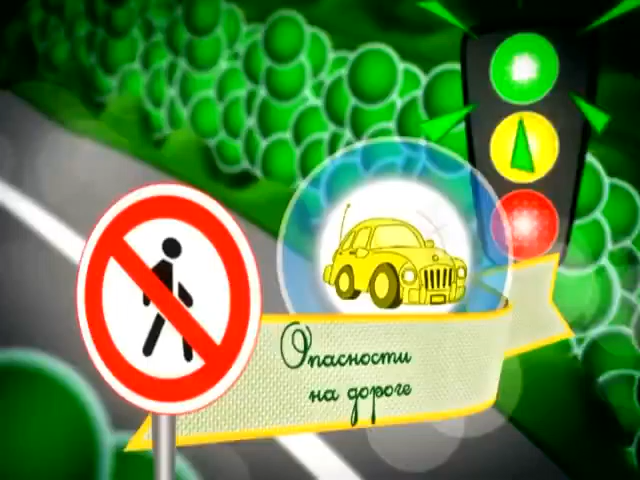 Опасности
на дороге